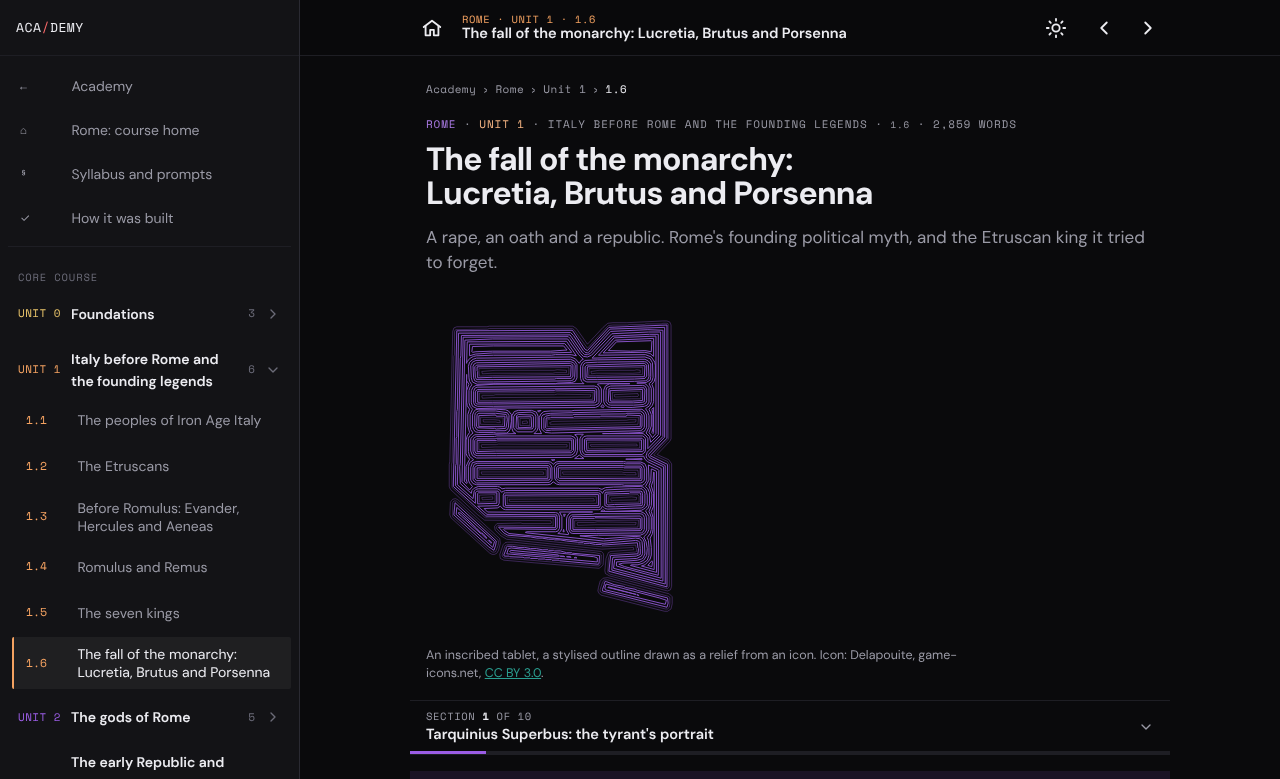 ACA/DEMY
← Academy
⌂ Rome: course home
§ Syllabus and prompts
✓ How it was built
CORE COURSE
UNIT 0 Foundations 3
UNIT 1 Italy before Rome and the founding legends 6
1.1 The peoples of Iron Age Italy
1.2 The Etruscans
1.3 Before Romulus: Evander,
Hercules and Aeneas
1.4 Romulus and Remus
1.5 The seven kings
1.6 The fall of the monarchy:
Lucretia, Brutus and Porsenna
UNIT 2 The gods of Rome 5
The early Republic and
ROME · UNIT 1 · 1.6
The fall of the monarchy: Lucretia, Brutus and Porsenna
Academy › Rome › Unit 1 › 1.6
ROME · UNIT 1 · ITALY BEFORE ROME AND THE FOUNDING LEGENDS · 1.6 · 2,859 WORDS
The fall of the monarchy:
Lucretia, Brutus and Porsenna
A rape, an oath and a republic. Rome's founding political myth, and the Etruscan king it tried
to forget.
An inscribed tablet, a stylised outline drawn as a relief from an icon. Icon: Delapouite, game-
icons.net, CC BY 3.0.
SECTION 1 OF 10
Tarquinius Superbus: the tyrant's portrait